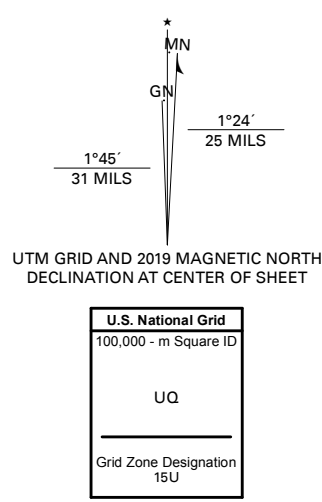 ★
MN
GN
1°24´
25 MILS
1°45´
31 MILS
UTM GRID AND 2019 MAGNETIC NORTH
DECLINATION AT CENTER OF SHEET
U.S. National Grid
100,000 - m Square ID
UQ
Grid Zone Designation
15U